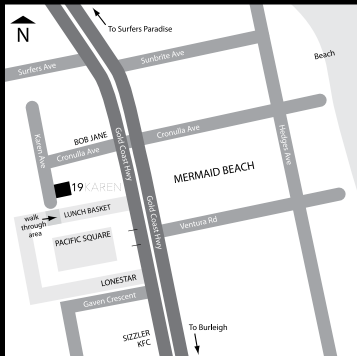 N
To Surfers Paradise
Beach
Surfers Ave
Sunbrite Ave
Karen Ave
BOB JANE
Cronulla Ave
Gold Coast Hwy
Cronulla Ave
Hedges Ave
MERMAID BEACH
19 KAREN
walk
through
area
LUNCH BASKET
Gold Coast Hwy
Ventura Rd
PACIFIC SQUARE
LONESTAR
Gaven Crescent
SIZZLER
KFC
To Burleigh